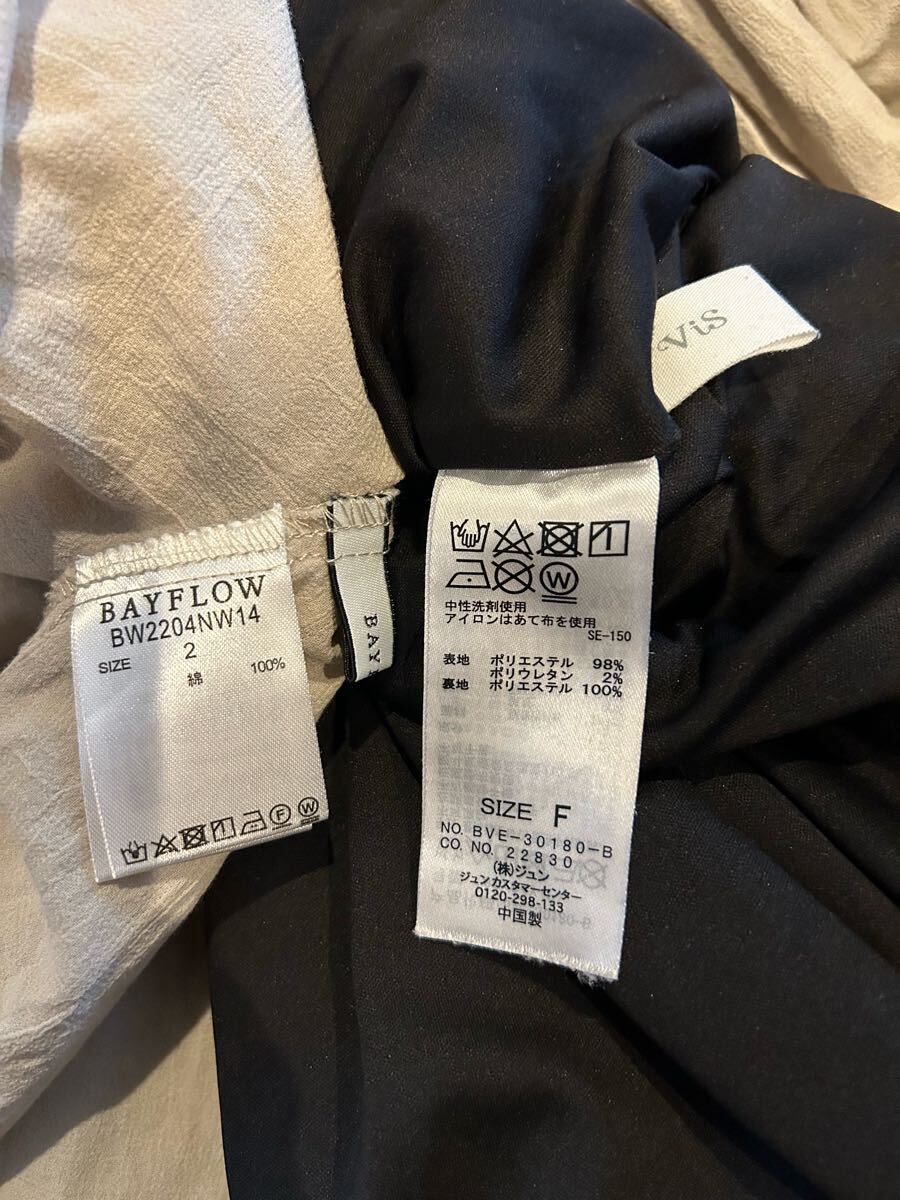 ViS
BAYFLOW
BW2204NW14
SIZE 2
綿 100%
F W
BAY
W
中性洗剤使用
アイロンはあて布を使用
SE-150
表地 ポリエステル 98%
ポリウレタン 2%
裏地 ポリエステル 100%
SIZE F
NO. BVE-30180-B
CO. NO. 22830
(株)ジュン
ジュンカスタマーセンター
0120-298-133
中国製